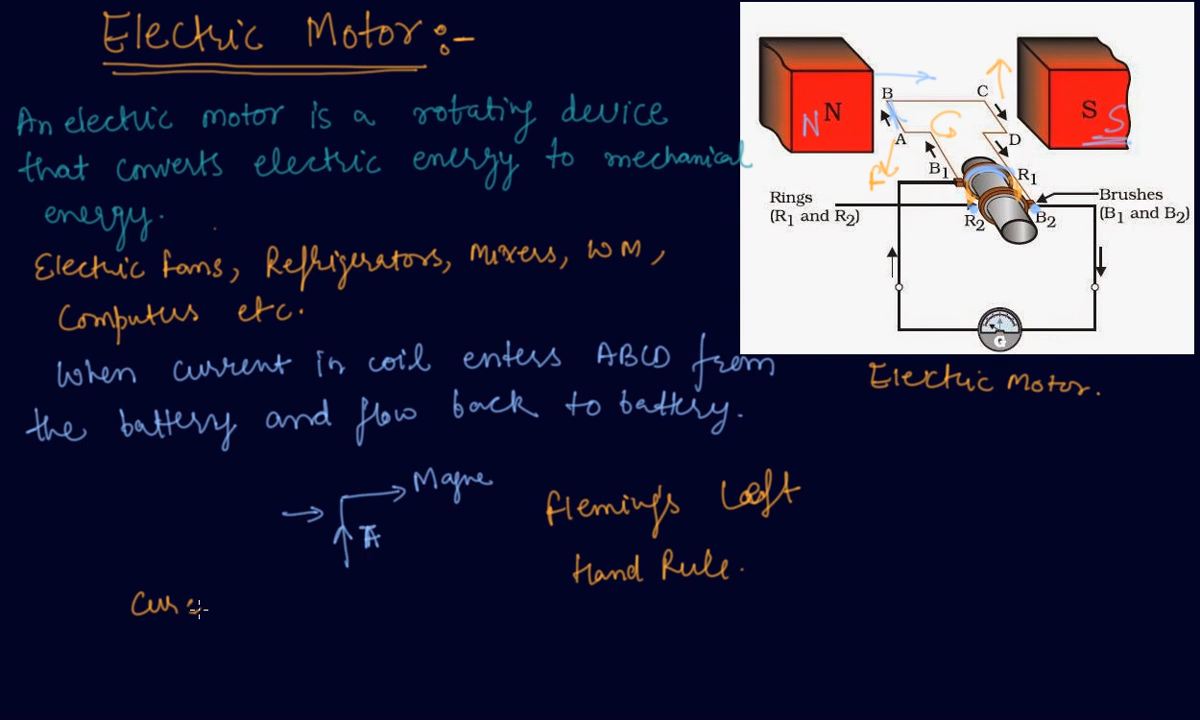 Electric Motor :-
An electric motor is a rotating device
that converts electric energy to mechanical
energy.
Electric Fans, Refrigerators, Mixers, WM,
Computers etc.
When current in coil enters ABCD from
the battery and flow back to battery.
Magne
A
Fleming's Left
Hand Rule.
N
N
S
S
B
C
A
D
B1
R1
Rings
(R1 and R2)
R2
B2
Brushes
(B1 and B2)
G
Electric Motor.
F